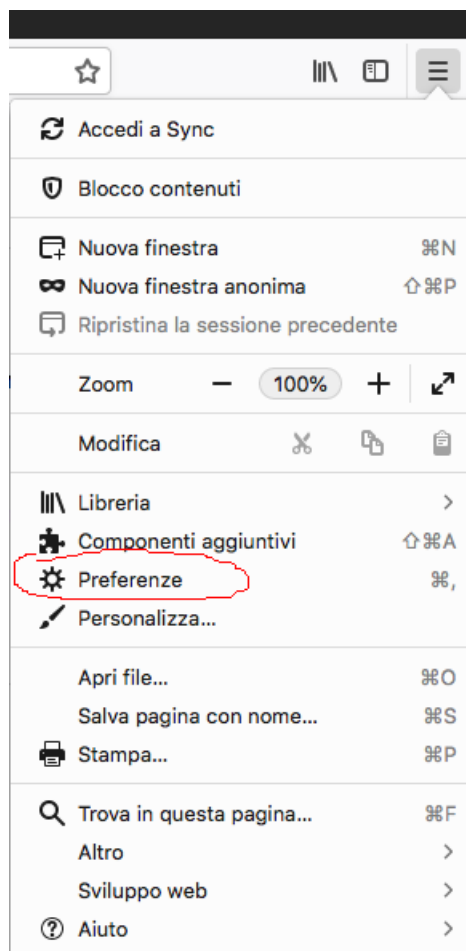 Accedi a Sync
Blocco contenuti
Nuova finestra ⌘N
Nuova finestra anonima ⇧⌘P
Ripristina la sessione precedente
Zoom − 100% +
Modifica
Libreria >
Componenti aggiuntivi ⇧⌘A
Preferenze ⌘,
Personalizza...
Apri file... ⌘O
Salva pagina con nome... ⌘S
Stampa... ⌘P
Trova in questa pagina... ⌘F
Altro >
Sviluppo web >
Aiuto >